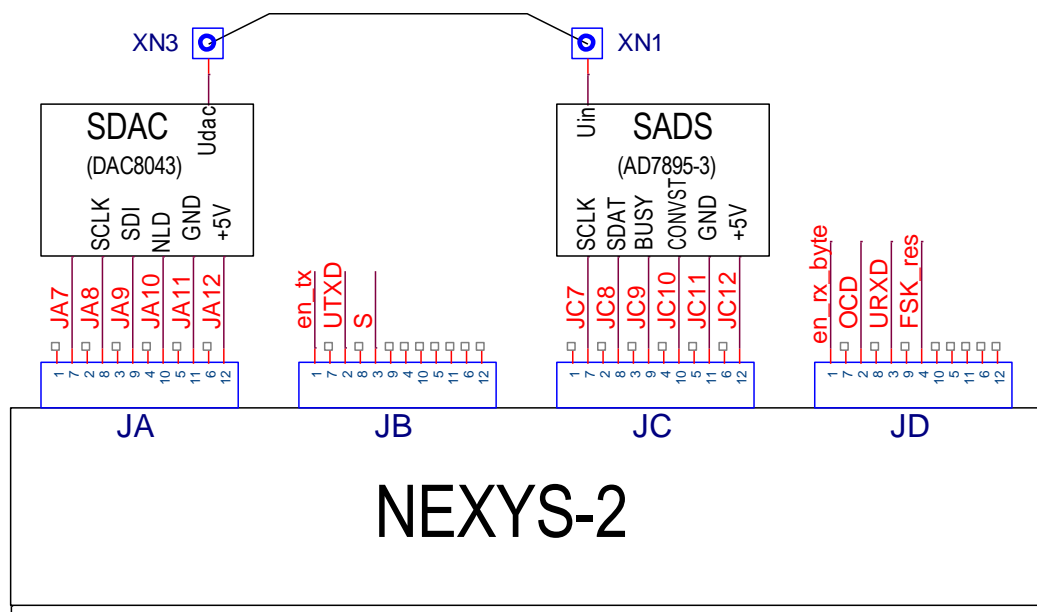 XN3
XN1
SDAC
(DAC8043)
Udac
SCLK
SDI
NLD
GND
+5V
SADS
(AD7895-3)
Uin
SCLK
SDAT
BUSY
CONVST
GND
+5V
JA7
JA8
JA9
JA10
JA11
JA12
en_tx
UTXD
S
JC7
JC8
JC9
JC10
JC11
JC12
en_rx_byte
OCD
URXD
FSK_res
1 7 2 8 3 9 4 10 5 11 6 12
1 7 2 8 3 9 4 10 5 11 6 12
1 7 2 8 3 9 4 10 5 11 6 12
1 7 2 8 3 9 4 10 5 11 6 12
JA
JB
JC
JD
NEXYS-2